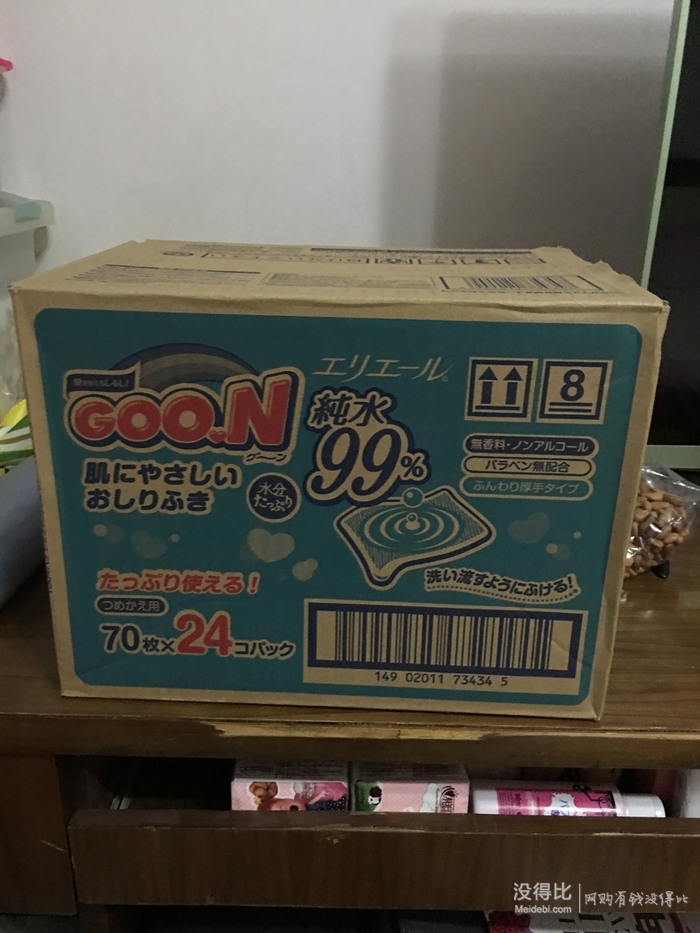 エリエール
GOO.N
グ〜ン
純水
99%
8
肌にやさしい
おしりふき
水分
たっぷり
無香料・ノンアルコール
パラベン無配合
ふんわり厚手タイプ
たっぷり使える!
つめかえ用
70枚×24コパック
洗い流すようにふける!
149 02011 73434 5
没得比
Meidebi.com
网购有钱没得比